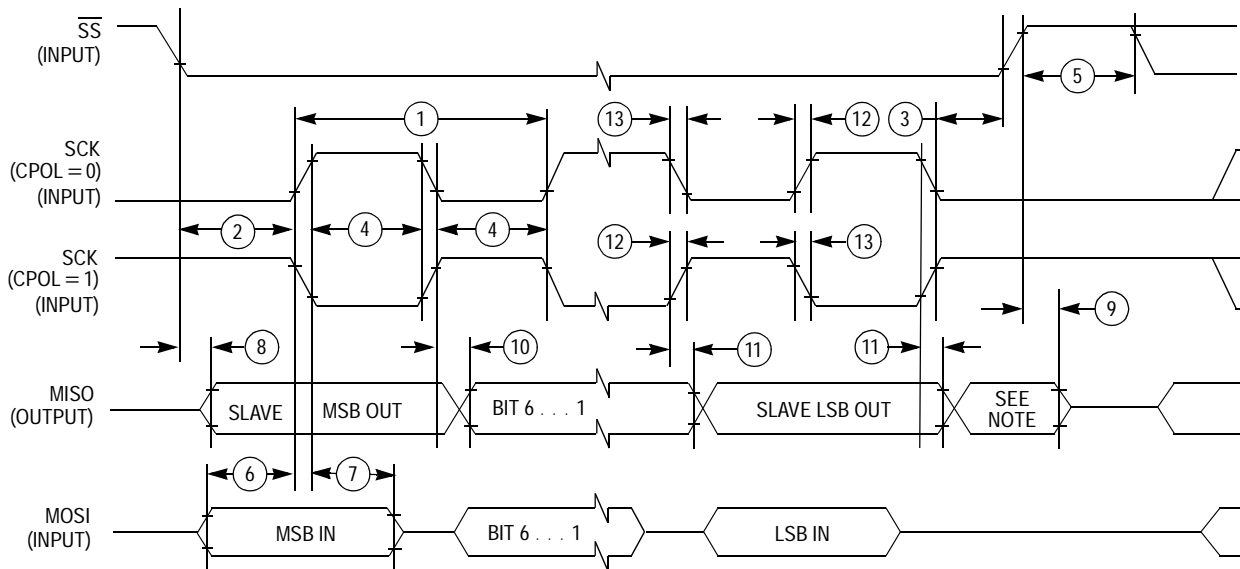 SS
(INPUT)
5
1
13
12
3
SCK
(CPOL = 0)
(INPUT)
2
4
4
SCK
(CPOL = 1)
(INPUT)
12
13
9
8
10
11
11
MISO
(OUTPUT)
SLAVE
MSB OUT
BIT 6 . . . 1
SLAVE LSB OUT
SEE
NOTE
6
7
MOSI
(INPUT)
MSB IN
BIT 6 . . . 1
LSB IN